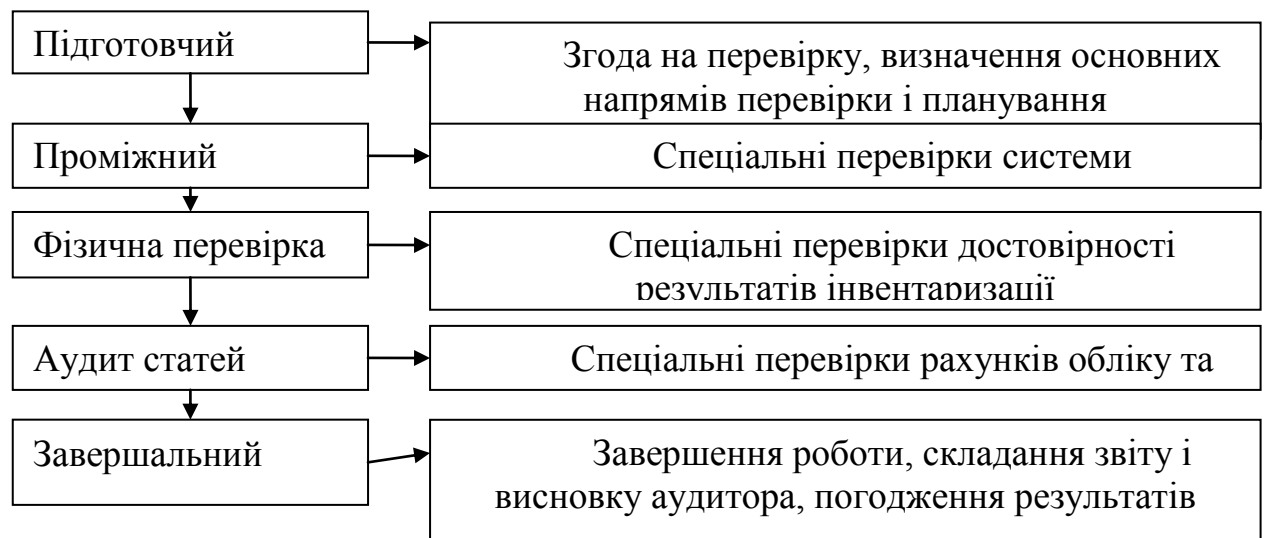 Підготовчий
Згода на перевірку, визначення основних
напрямів перевірки і планування
Проміжний
Спеціальні перевірки системи
Фізична перевірка
Спеціальні перевірки достовірності
результатів інвентаризації
Аудит статей
Спеціальні перевірки рахунків обліку та
Завершальний
Завершення роботи, складання звіту і
висновку аудитора, погодження результатів